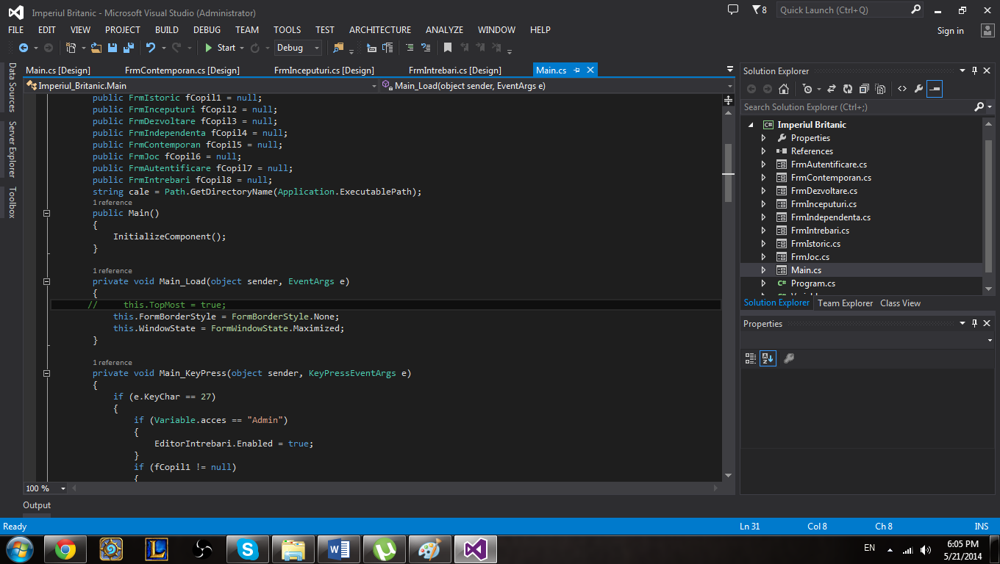 Imperiul Britanic - Microsoft Visual Studio (Administrator)
8
Quick Launch (Ctrl+Q)
FILE EDIT VIEW PROJECT BUILD DEBUG TEAM TOOLS TEST ARCHITECTURE ANALYZE WINDOW HELP
Sign in
Start
Debug
Data Sources
Server Explorer
Toolbox
Main.cs [Design] FrmContemporan.cs [Design] FrmInceputuri.cs [Design] FrmIntrebari.cs [Design] Main.cs
Imperiul_Britanic.Main
Main_Load(object sender, EventArgs e)
public FrmIstoric fCopil1 = null;
public FrmInceputuri fCopil2 = null;
public FrmDezvoltare fCopil3 = null;
public FrmIndependenta fCopil4 = null;
public FrmContemporan fCopil5 = null;
public FrmJoc fCopil6 = null;
public FrmAutentificare fCopil7 = null;
public FrmIntrebari fCopil8 = null;
string cale = Path.GetDirectoryName(Application.ExecutablePath);
1 reference
public Main()
{
InitializeComponent();
}
1 reference
private void Main_Load(object sender, EventArgs e)
{
// this.TopMost = true;
this.FormBorderStyle = FormBorderStyle.None;
this.WindowState = FormWindowState.Maximized;
}
1 reference
private void Main_KeyPress(object sender, KeyPressEventArgs e)
{
if (e.KeyChar == 27)
{
if (Variable.acces == "Admin")
{
EditorIntrebari.Enabled = true;
}
if (fCopil1 != null)
{
100 %
Output
Solution Explorer
Search Solution Explorer (Ctrl+;)
C# Imperiul Britanic
Properties
References
FrmAutentificare.cs
FrmContemporan.cs
FrmDezvoltare.cs
FrmInceputuri.cs
FrmIndependenta.cs
FrmIntrebari.cs
FrmIstoric.cs
FrmJoc.cs
Main.cs
C# Program.cs
Solution Explorer Team Explorer Class View
Properties
Ready
Ln 31 Col 8 Ch 8 INS
EN
6:05 PM
5/21/2014